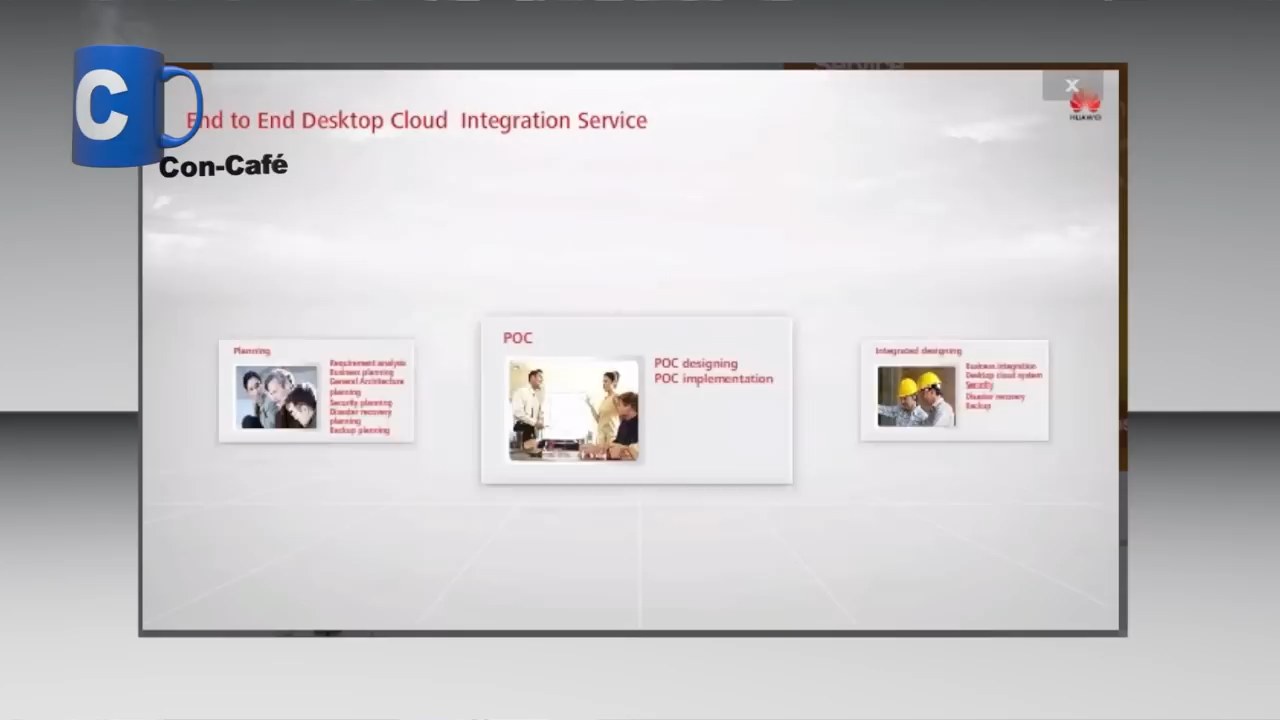 Service
C
End to End Desktop Cloud Integration Service
HUAWEI
Con-Café
Planning
Requirement analysis
Business planning
General Architecture
planning
Security planning
Disaster recovery
planning
Backup planning
POC
POC designing
POC implementation
Integrated designing
Business integration
Desktop cloud system
Security
Disaster recovery
Backup
X